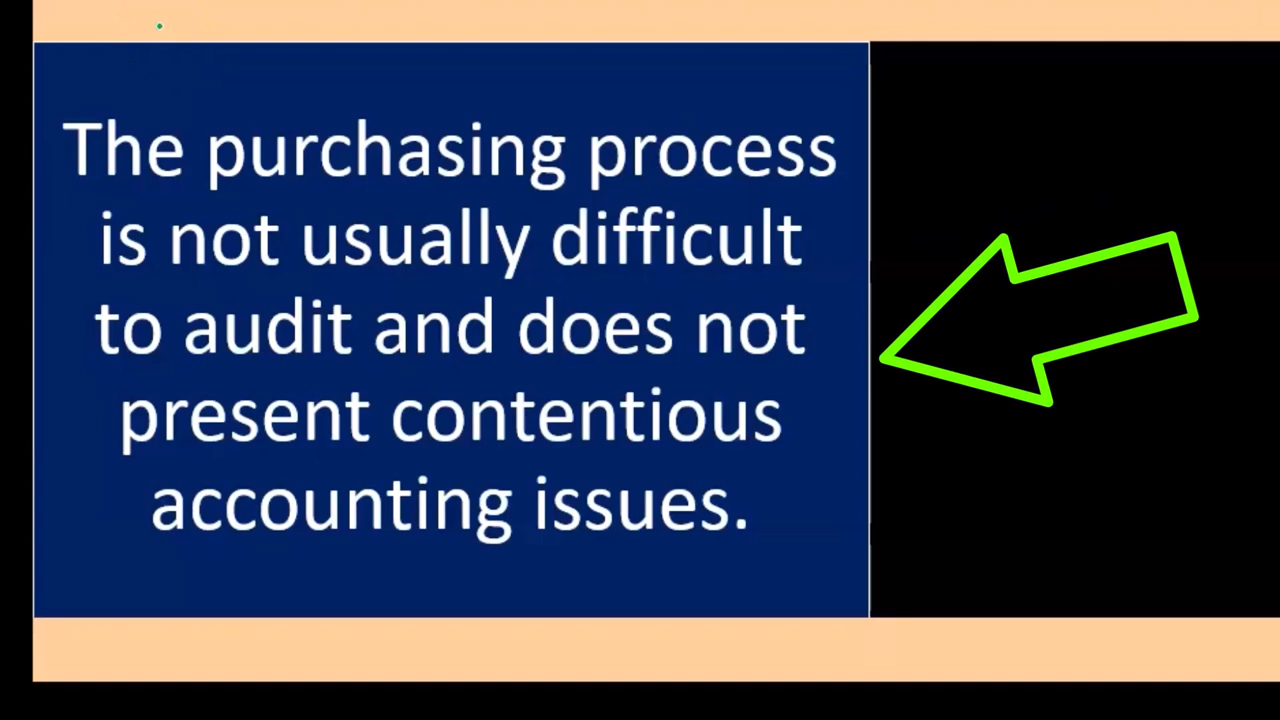 The purchasing process
is not usually difficult
to audit and does not
present contentious
accounting issues.